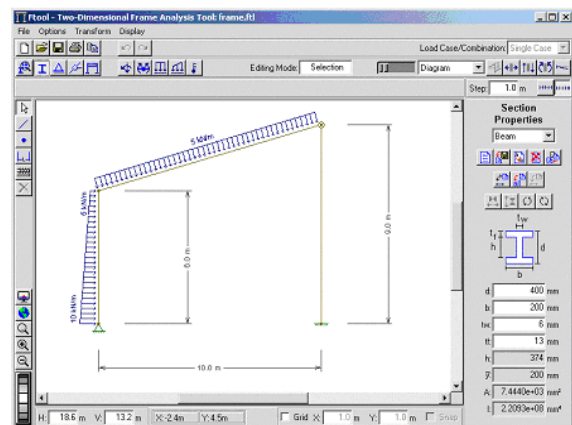 Ftool - Two-Dimensional Frame Analysis Tool: frame.ftl
File Options Transform Display
Load Case/Combination: Single Case
Editing Mode: Selection Diagram
Step: 1.0 m
Section
Properties
Beam
5 kN/m
5 kN/m
10 kN/m
6.0 m
9.0 m
10.0 m
tw
tf
h
d
b
d: 400 mm
b: 200 mm
tw: 6 mm
tf: 13 mm
h: 374 mm
y: 200 mm
A: 7.4440e+03 mm²
I: 2.2093e+08 mm⁴
H: 18.6 m V: 13.2 m X:-2.4m Y:4.5m Grid X: 1.0 m Y: 1.0 m Snap